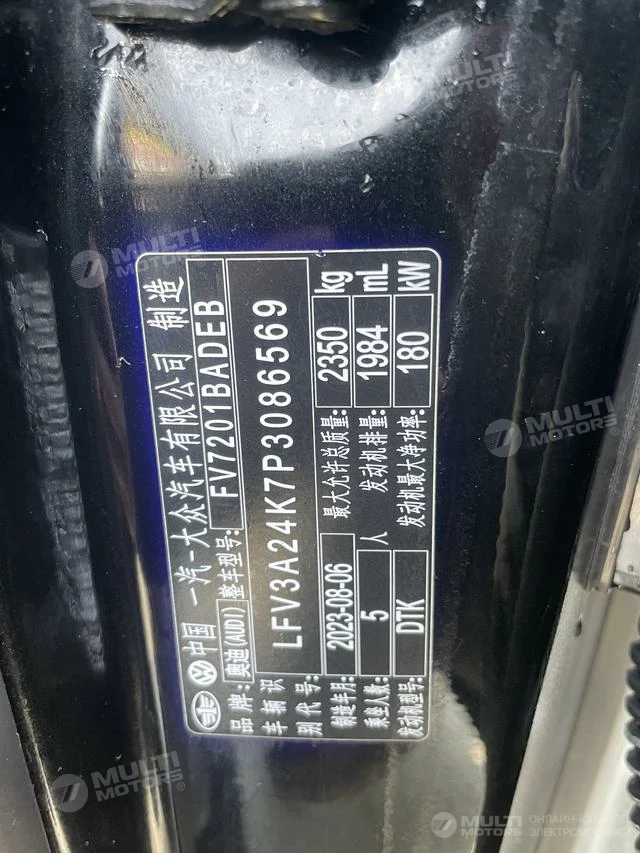 中国 一汽-大众汽车有限公司 制造
品牌: 奥迪(AUDI) 整车型号: FV7201BADEB
车辆识别代号: LFV3A24K7P3086569
制造年月: 2023-08-06 最大允许总质量: 2350 kg
乘坐人数: 5 人 发动机排量: 1984 mL
发动机型号: DTK 发动机最大净功率: 180 kW
MULTI MOTORS
MULTI MOTORS
MULTI MOTORS
MULTI MOTORS
MULTI MOTORS ОНЛАЙН-КАТАЛОГ ЭЛЕКТРОМОБИЛЕЙ